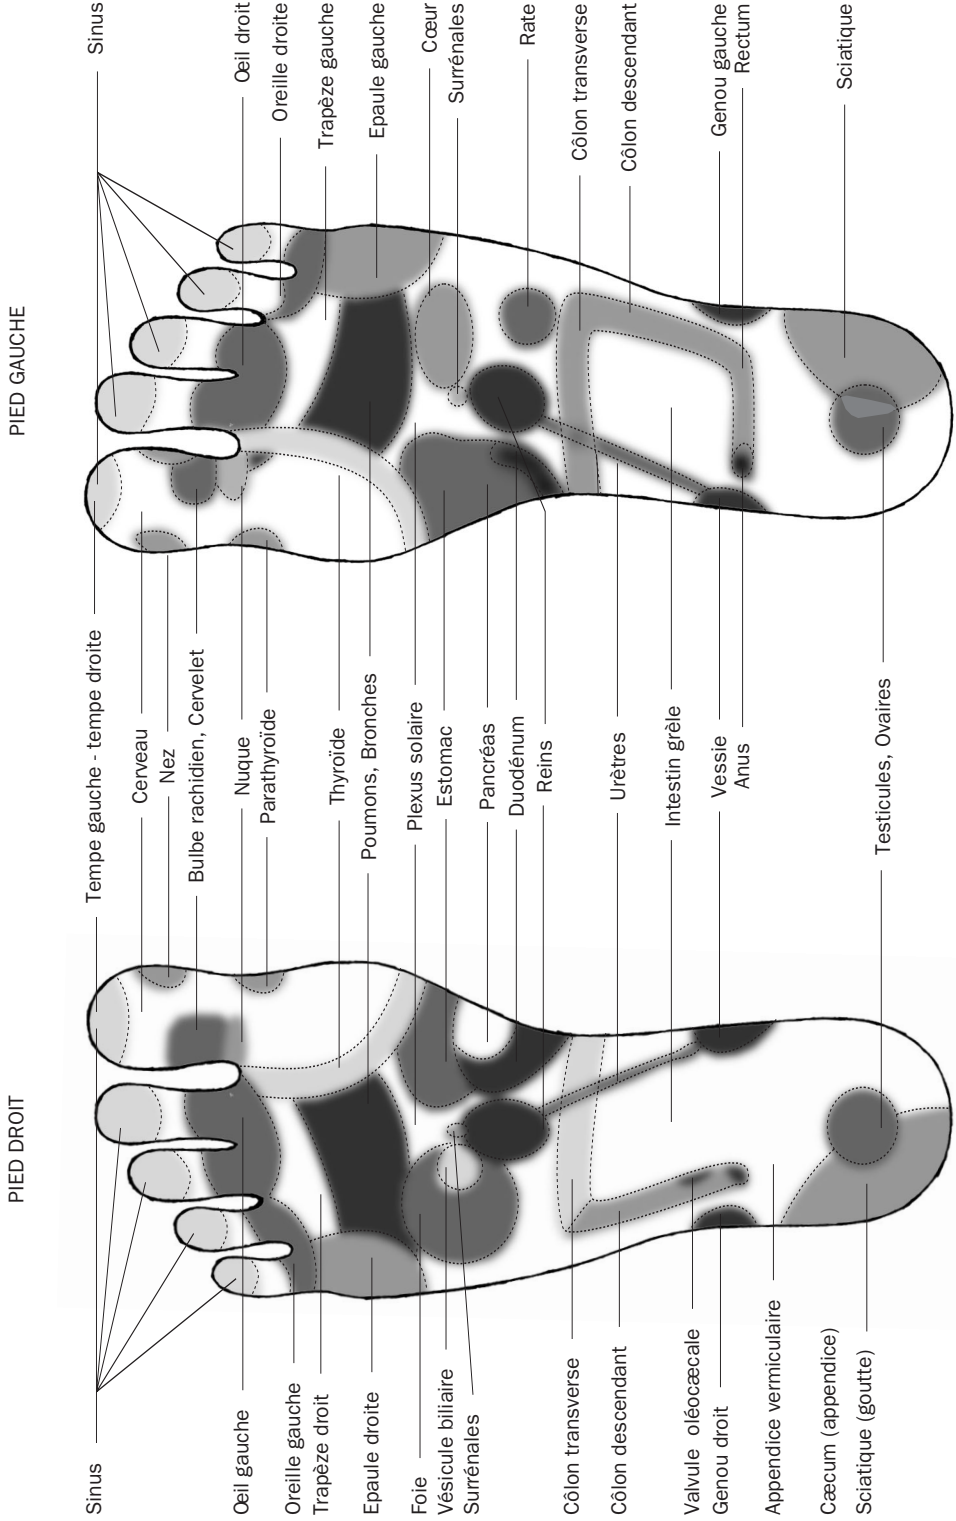 PIED DROIT
PIED GAUCHE
Sinus
Œil gauche
Oreille gauche
Trapèze droit
Epaule droite
Foie
Vésicule biliaire
Surrénales
Côlon transverse
Côlon descendant
Valvule oléocæcale
Genou droit
Appendice vermiculaire
Cæcum (appendice)
Sciatique (goutte)
Tempe gauche - tempe droite
Cerveau
Nez
Bulbe rachidien, Cervelet
Nuque
Parathyroïde
Thyroïde
Poumons, Bronches
Plexus solaire
Estomac
Pancréas
Duodénum
Reins
Urètres
Intestin grèle
Vessie
Anus
Testicules, Ovaires
Sinus
Œil droit
Oreille droite
Trapèze gauche
Epaule gauche
Cœur
Surrénales
Rate
Côlon transverse
Côlon descendant
Genou gauche
Rectum
Sciatique